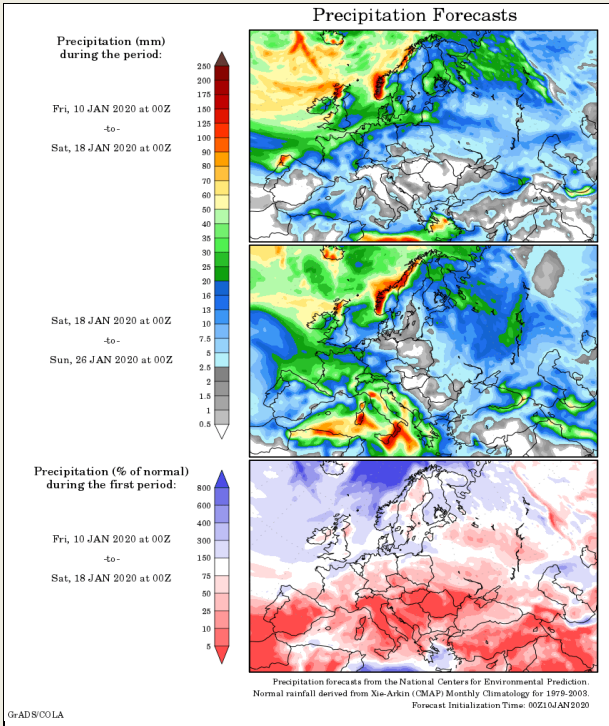 Precipitation Forecasts
Precipitation (mm)
during the period:
Fri, 10 JAN 2020 at 00Z
-to-
Sat, 18 JAN 2020 at 00Z
250
200
175
150
125
100
90
80
70
60
50
40
35
30
25
20
16
13
10
7.5
5
2.5
2
1.5
1
0.5
Sat, 18 JAN 2020 at 00Z
-to-
Sun, 26 JAN 2020 at 00Z
Precipitation (% of normal)
during the first period:
Fri, 10 JAN 2020 at 00Z
-to-
Sat, 18 JAN 2020 at 00Z
800
600
400
300
150
75
50
25
10
5
Precipitation forecasts from the National Centers for Environmental Prediction.
Normal rainfall derived from Xie-Arkin (CMAP) Monthly Climatology for 1979-2003.
Forecast Initialization Time: 00Z10JAN2020
GrADS/COLA